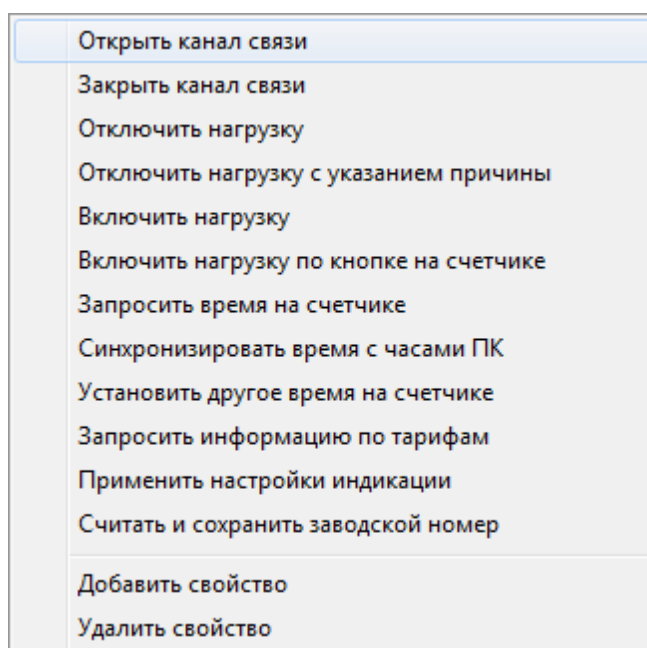 Открыть канал связи
Закрыть канал связи
Отключить нагрузку
Отключить нагрузку с указанием причины
Включить нагрузку
Включить нагрузку по кнопке на счетчике
Запросить время на счетчике
Синхронизировать время с часами ПК
Установить другое время на счетчике
Запросить информацию по тарифам
Применить настройки индикации
Считать и сохранить заводской номер
Добавить свойство
Удалить свойство